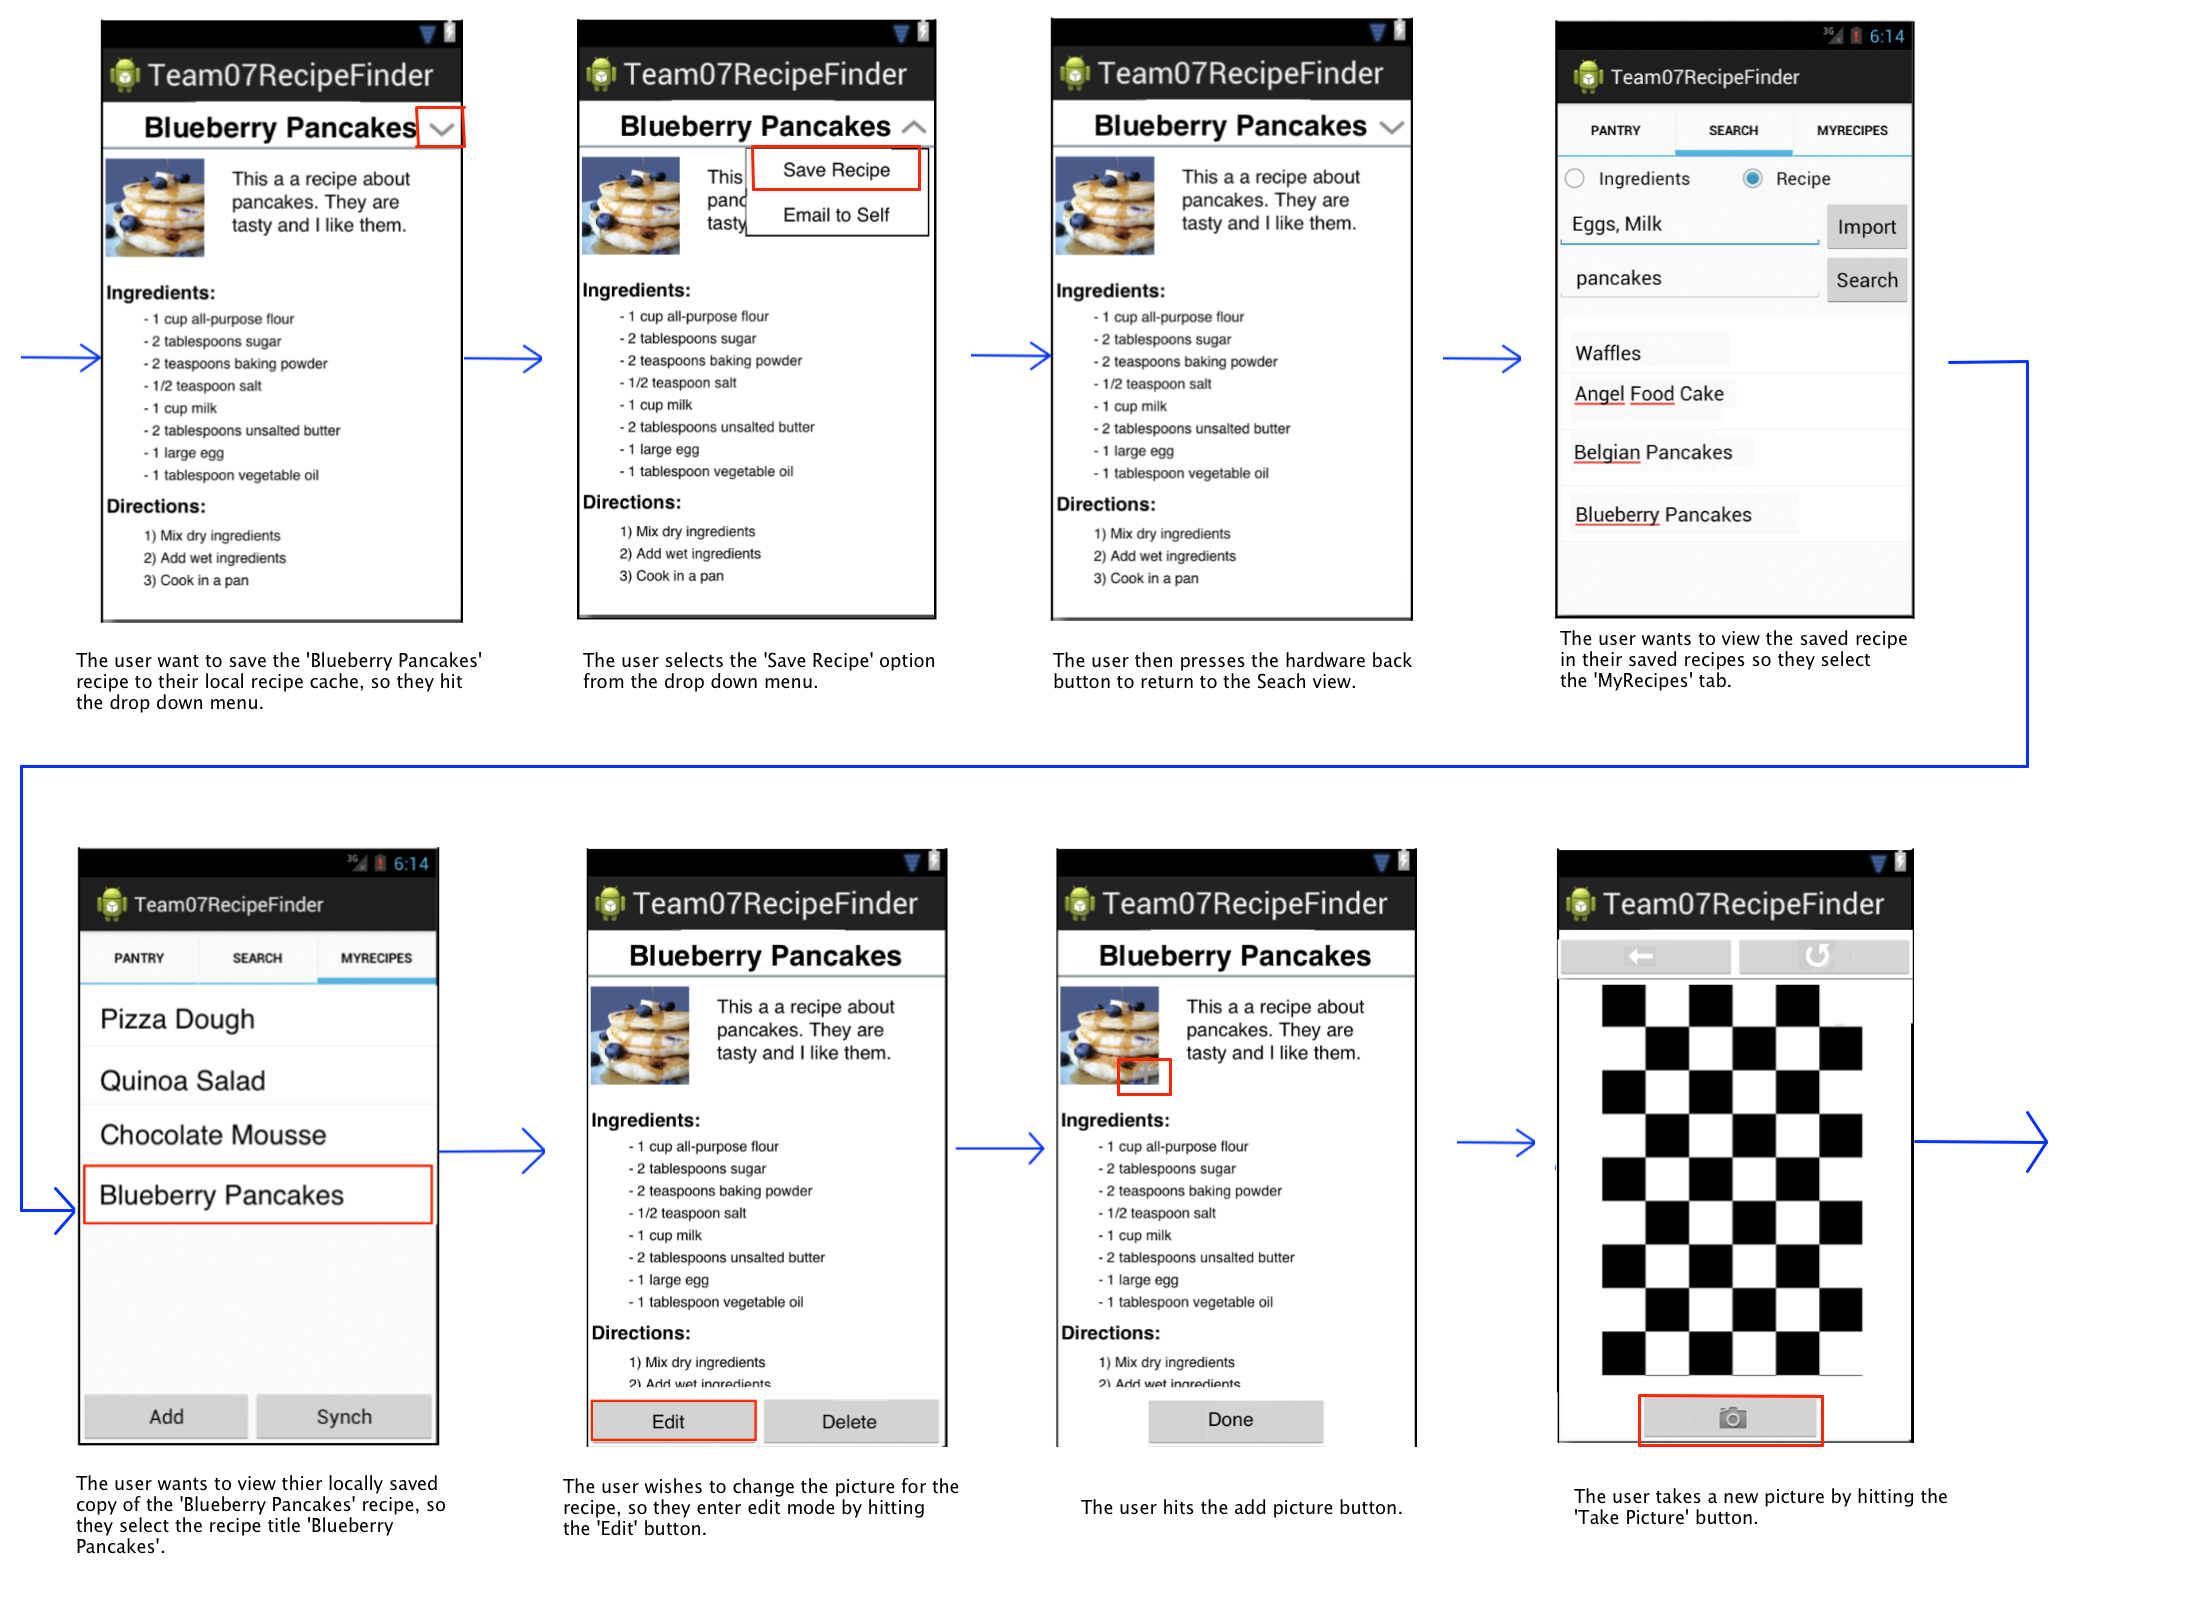 Team07RecipeFinder
Blueberry Pancakes
This a a recipe about
pancakes. They are
tasty and I like them.
Ingredients:
- 1 cup all-purpose flour
- 2 tablespoons sugar
- 2 teaspoons baking powder
- 1/2 teaspoon salt
- 1 cup milk
- 2 tablespoons unsalted butter
- 1 large egg
- 1 tablespoon vegetable oil
Directions:
1) Mix dry ingredients
2) Add wet ingredients
3) Cook in a pan
The user want to save the 'Blueberry Pancakes'
recipe to their local recipe cache, so they hit
the drop down menu.
Team07RecipeFinder
Blueberry Pancakes
Save Recipe
Email to Self
This
panc
tasty
Ingredients:
- 1 cup all-purpose flour
- 2 tablespoons sugar
- 2 teaspoons baking powder
- 1/2 teaspoon salt
- 1 cup milk
- 2 tablespoons unsalted butter
- 1 large egg
- 1 tablespoon vegetable oil
Directions:
1) Mix dry ingredients
2) Add wet ingredients
3) Cook in a pan
The user selects the 'Save Recipe' option
from the drop down menu.
Team07RecipeFinder
Blueberry Pancakes
This a a recipe about
pancakes. They are
tasty and I like them.
Ingredients:
- 1 cup all-purpose flour
- 2 tablespoons sugar
- 2 teaspoons baking powder
- 1/2 teaspoon salt
- 1 cup milk
- 2 tablespoons unsalted butter
- 1 large egg
- 1 tablespoon vegetable oil
Directions:
1) Mix dry ingredients
2) Add wet ingredients
3) Cook in a pan
The user then presses the hardware back
button to return to the Seach view.
3G 6:14
Team07RecipeFinder
PANTRY SEARCH MYRECIPES
Ingredients Recipe
Eggs, Milk Import
pancakes Search
Waffles
Angel Food Cake
Belgian Pancakes
Blueberry Pancakes
The user wants to view the saved recipe
in their saved recipes so they select
the 'MyRecipes' tab.
3G 6:14
Team07RecipeFinder
PANTRY SEARCH MYRECIPES
Pizza Dough
Quinoa Salad
Chocolate Mousse
Blueberry Pancakes
Add Synch
The user wants to view thier locally saved
copy of the 'Blueberry Pancakes' recipe, so
they select the recipe title 'Blueberry
Pancakes'.
Team07RecipeFinder
Blueberry Pancakes
This a a recipe about
pancakes. They are
tasty and I like them.
Ingredients:
- 1 cup all-purpose flour
- 2 tablespoons sugar
- 2 teaspoons baking powder
- 1/2 teaspoon salt
- 1 cup milk
- 2 tablespoons unsalted butter
- 1 large egg
- 1 tablespoon vegetable oil
Directions:
1) Mix dry ingredients
2) Add wet ingredients
Edit Delete
The user wishes to change the picture for the
recipe, so they enter edit mode by hitting
the 'Edit' button.
Team07RecipeFinder
Blueberry Pancakes
This a a recipe about
pancakes. They are
tasty and I like them.
Ingredients:
- 1 cup all-purpose flour
- 2 tablespoons sugar
- 2 teaspoons baking powder
- 1/2 teaspoon salt
- 1 cup milk
- 2 tablespoons unsalted butter
- 1 large egg
- 1 tablespoon vegetable oil
Directions:
1) Mix dry ingredients
2) Add wet ingredients
Done
The user hits the add picture button.
Team07RecipeFinder
The user takes a new picture by hitting the
'Take Picture' button.